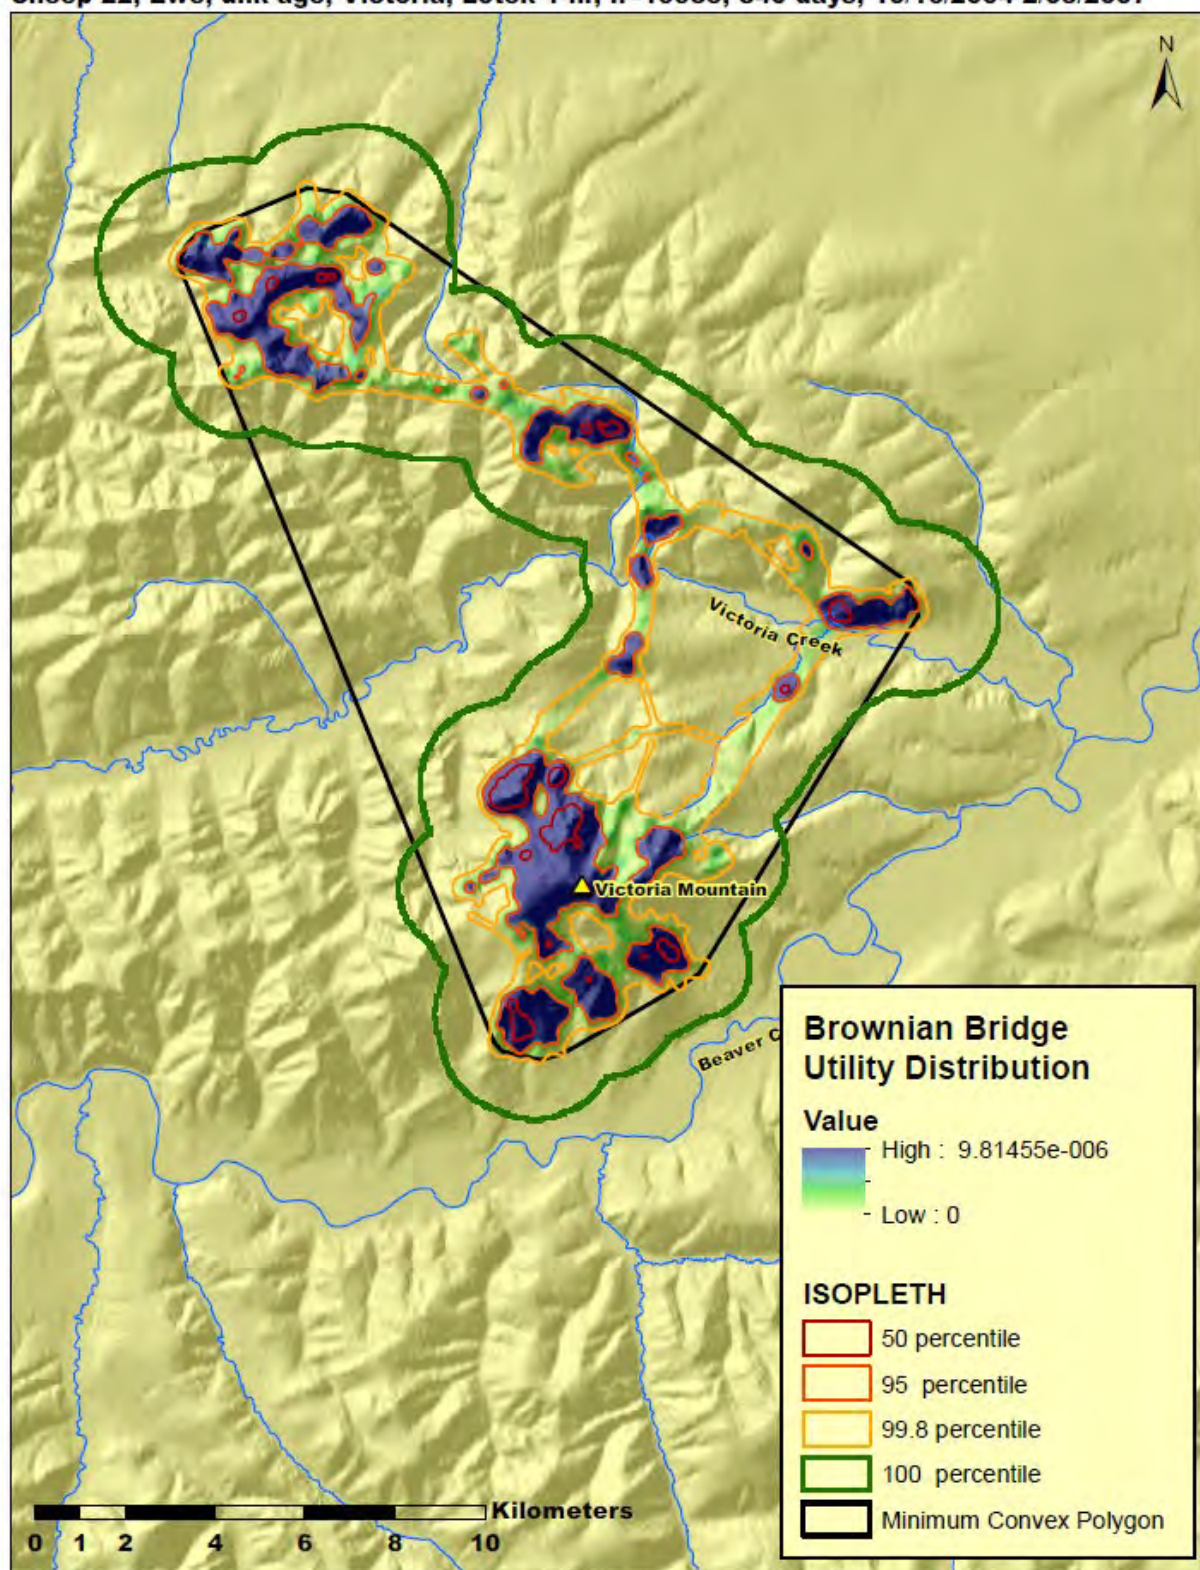 N
Victoria Creek
Victoria Mountain
Beaver C
Brownian Bridge
Utility Distribution
Value
High : 9.81455e-006
Low : 0
ISOPLETH
50 percentile
95 percentile
99.8 percentile
100 percentile
Minimum Convex Polygon
Kilometers
0 1 2 4 6 8 10